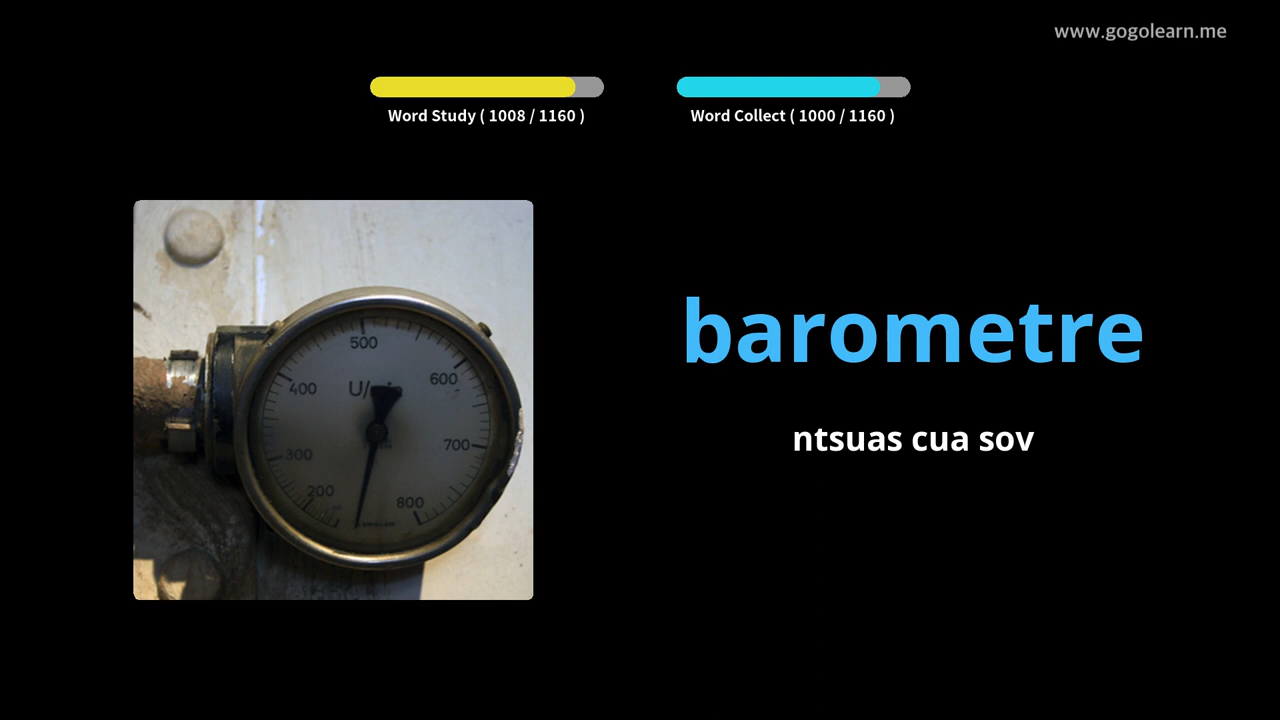 www.gogolearn.me
Word Study ( 1008 / 1160 )
Word Collect ( 1000 / 1160 )
500
600
400
700
300
200
800
barometre
ntsuas cua sov